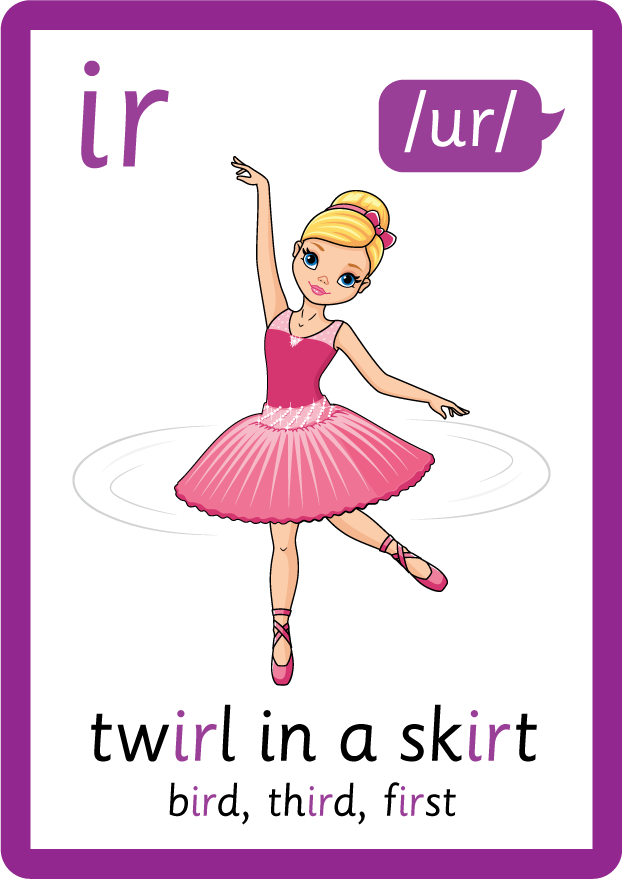 ir
/ur/
twirl in a skirt
bird, third, first